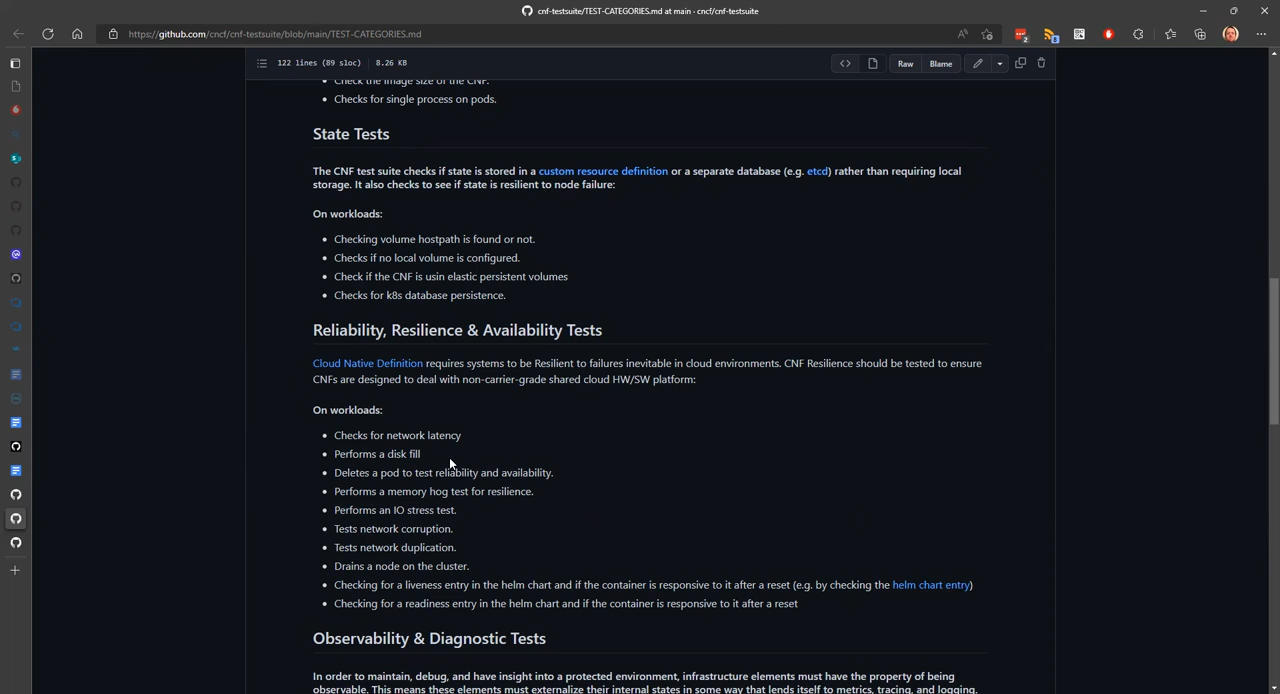 cnf-testsuite/TEST-CATEGORIES.md at main · cncf/cnf-testsuite
https://github.com/cncf/cnf-testsuite/blob/main/TEST-CATEGORIES.md
2
8
122 lines (89 sloc) 8.26 KB
Raw Blame
Check the image size of the CNF.
Checks for single process on pods.
State Tests
The CNF test suite checks if state is stored in a custom resource definition or a separate database (e.g. etcd) rather than requiring local
storage. It also checks to see if state is resilient to node failure:
On workloads:
Checking volume hostpath is found or not.
Checks if no local volume is configured.
Check if the CNF is usin elastic persistent volumes
Checks for k8s database persistence.
Reliability, Resilience & Availability Tests
Cloud Native Definition requires systems to be Resilient to failures inevitable in cloud environments. CNF Resilience should be tested to ensure
CNFs are designed to deal with non-carrier-grade shared cloud HW/SW platform:
On workloads:
Checks for network latency
Performs a disk fill
Deletes a pod to test reliability and availability.
Performs a memory hog test for resilience.
Performs an IO stress test.
Tests network corruption.
Tests network duplication.
Drains a node on the cluster.
Checking for a liveness entry in the helm chart and if the container is responsive to it after a reset (e.g. by checking the helm chart entry)
Checking for a readiness entry in the helm chart and if the container is responsive to it after a reset
Observability & Diagnostic Tests
In order to maintain, debug, and have insight into a protected environment, infrastructure elements must have the property of being
observable. This means these elements must externalize their internal states in some way that lends itself to metrics, tracing, and logging.